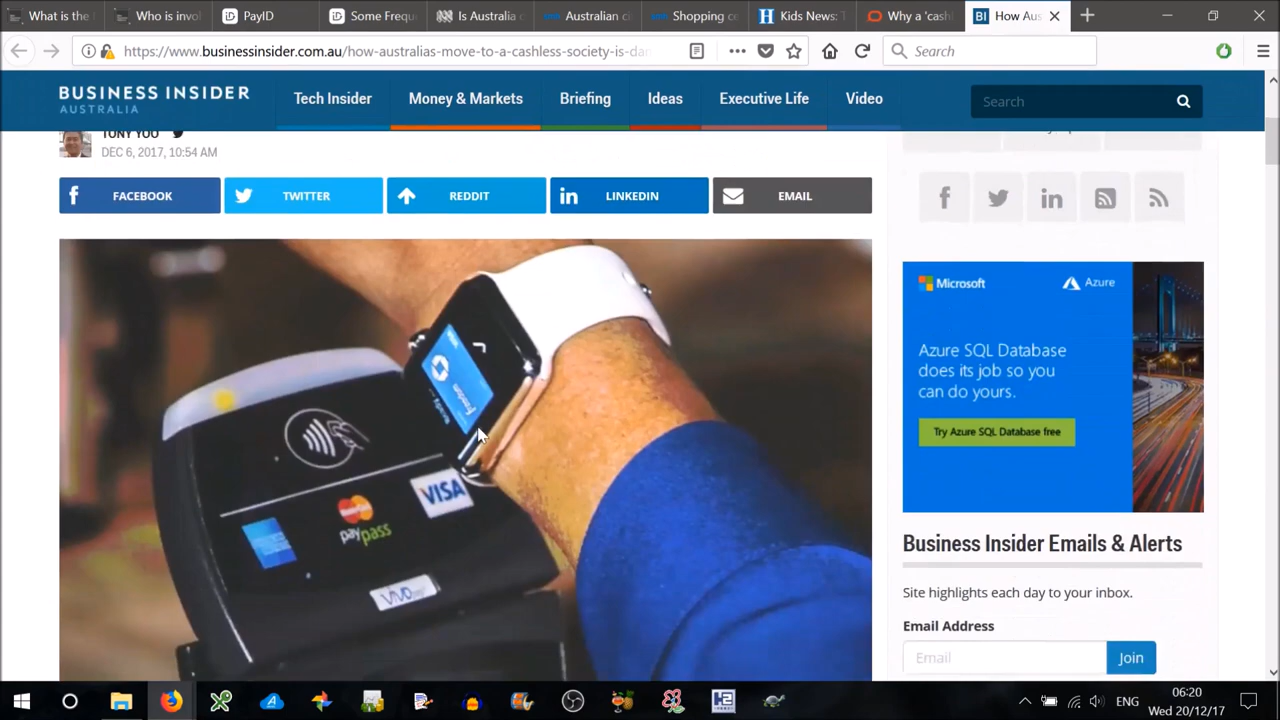 What is the
Who is invo
PayID
Some Frequ
Is Australia
Australian ci
Shopping ce
Kids News: T
Why a 'cash
How Aus
https://www.businessinsider.com.au/how-australias-move-to-a-cashless-society-is-da
Search
BUSINESS INSIDER
AUSTRALIA
Tech Insider
Money & Markets
Briefing
Ideas
Executive Life
Video
Search
TONY YOO
DEC 6, 2017, 10:54 AM
FACEBOOK
TWITTER
REDDIT
LINKEDIN
EMAIL
VISA
paypass
VIVO
Microsoft
Azure
Azure SQL Database
does its job so you
can do yours.
Try Azure SQL Database free
Business Insider Emails & Alerts
Site highlights each day to your inbox.
Email Address
Email
Join
ENG
06:20
Wed 20/12/17